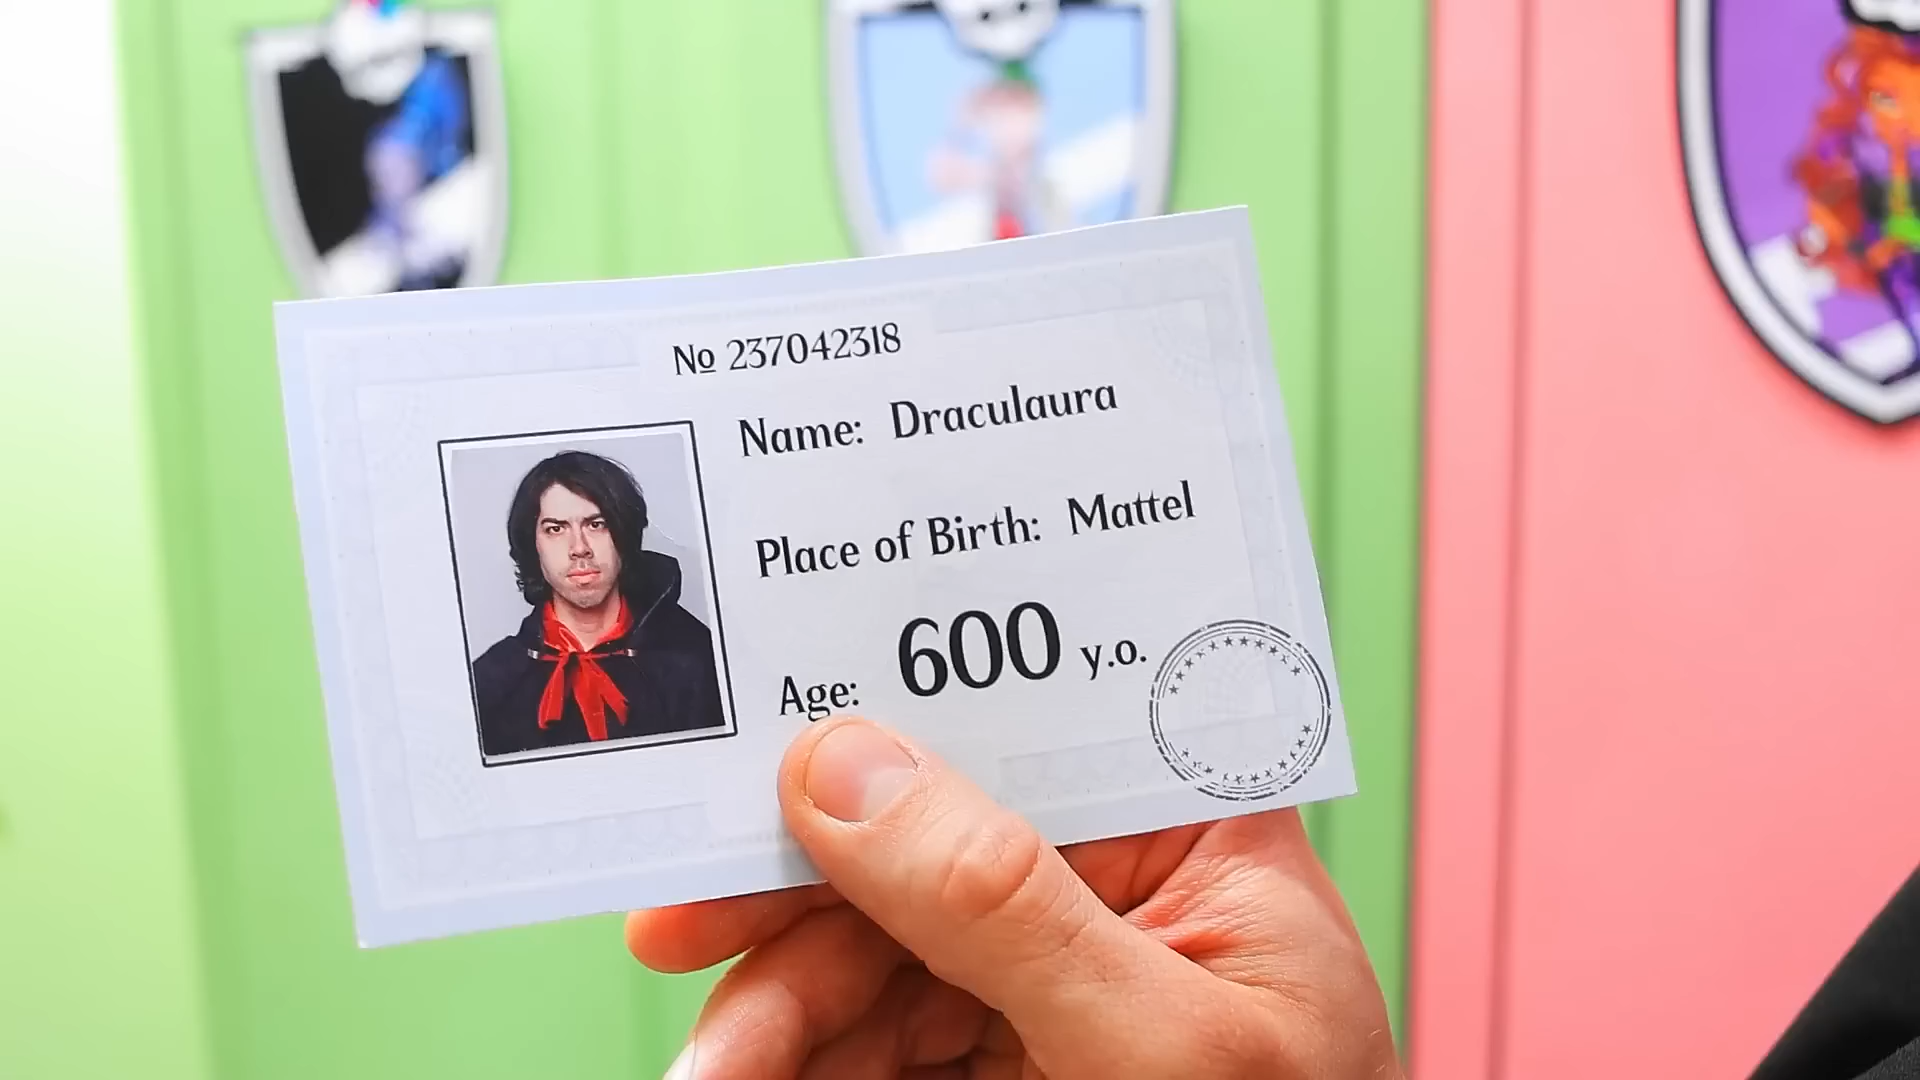 № 237042318
Name: Draculaura
Place of Birth: Mattel
Age: 600 y.o.